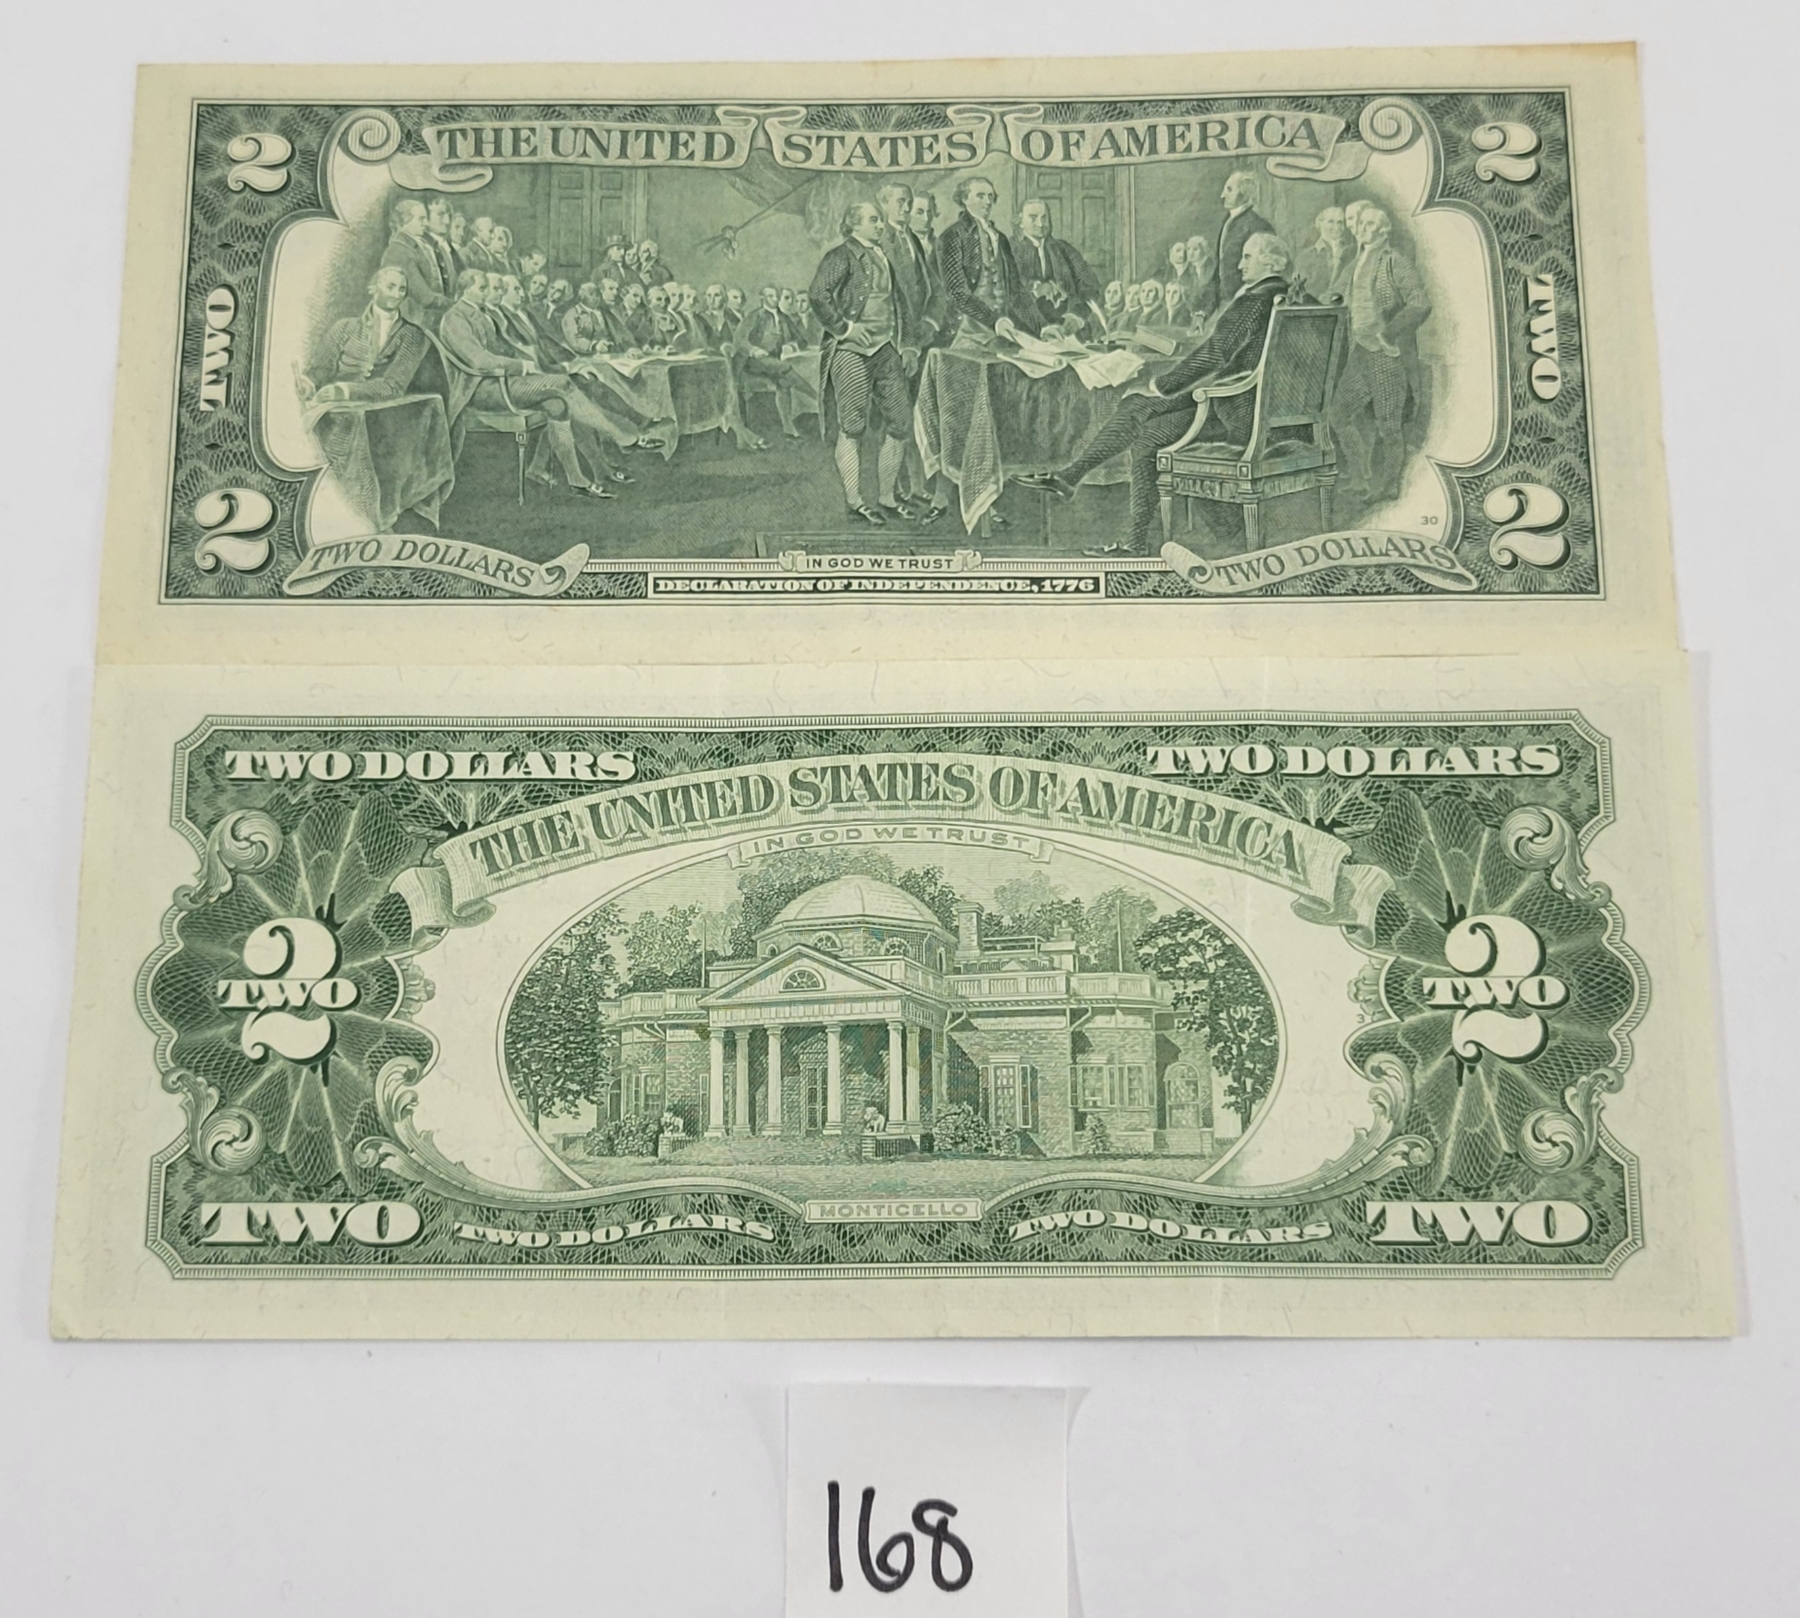 THE UNITED STATES OF AMERICA
2 2
TWO TWO
2 2
30
TWO DOLLARS TWO DOLLARS
IN GOD WE TRUST
DECLARATION OF INDEPENDENCE, 1776
TWO DOLLARS TWO DOLLARS
THE UNITED STATES OF AMERICA
IN GOD WE TRUST
2 2
TWO TWO
3
MONTICELLO
TWO TWO DOLLARS TWO DOLLARS TWO
168